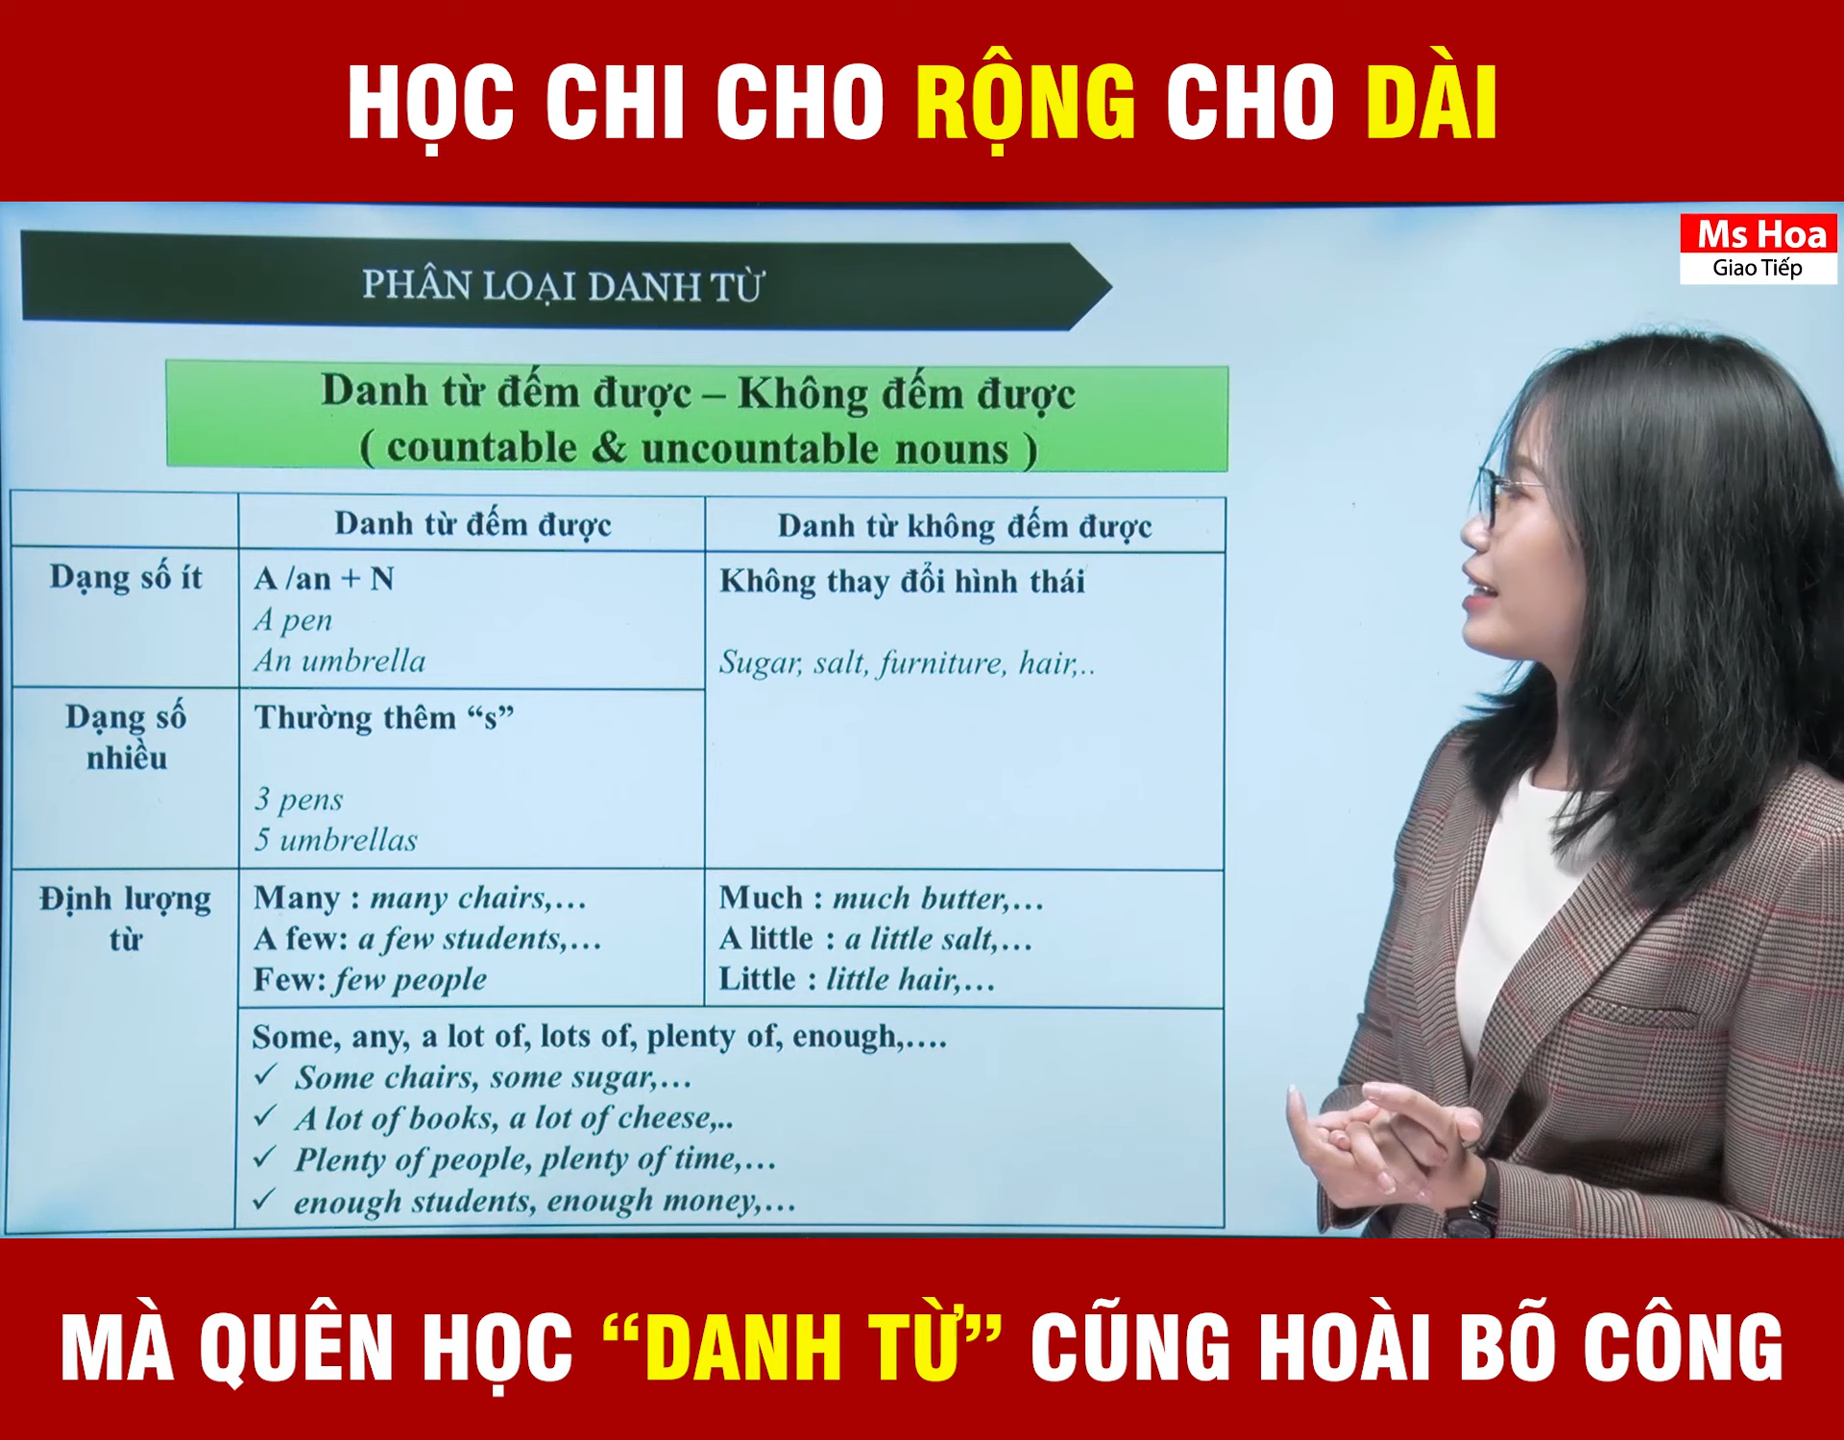 HỌC CHI CHO RỘNG CHO DÀI
Ms Hoa
Giao Tiếp
PHÂN LOẠI DANH TỪ
Danh từ đếm được – Không đếm được
( countable & uncountable nouns )
Danh từ đếm được
Danh từ không đếm được
Dạng số ít
A /an + N
A pen
An umbrella
Không thay đổi hình thái
Sugar, salt, furniture, hair,..
Dạng số
nhiều
Thường thêm “s”
3 pens
5 umbrellas
Định lượng
từ
Many : many chairs,…
A few: a few students,…
Few: few people
Much : much butter,…
A little : a little salt,…
Little : little hair,…
Some, any, a lot of, lots of, plenty of, enough,….
✓ Some chairs, some sugar,…
✓ A lot of books, a lot of cheese,..
✓ Plenty of people, plenty of time,…
✓ enough students, enough money,…
MÀ QUÊN HỌC “DANH TỪ” CŨNG HOÀI BÕ CÔNG